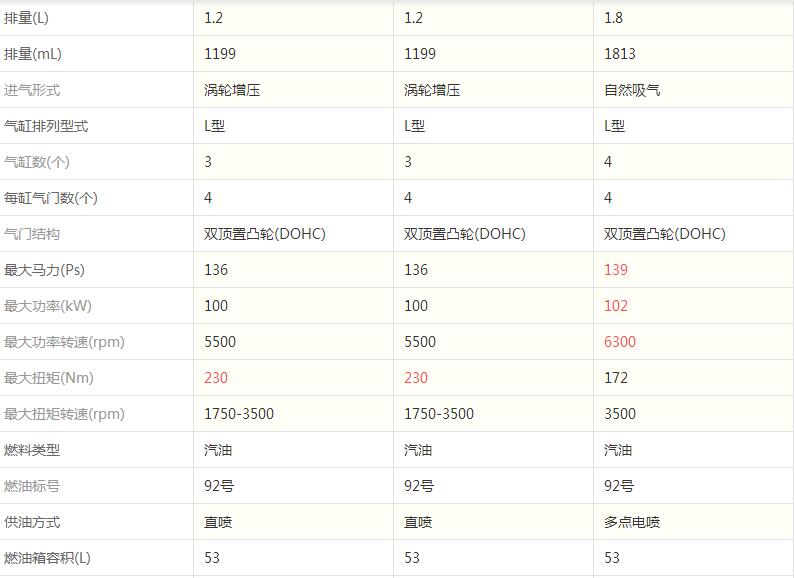 排量(L) 1.2 1.2 1.8
排量(mL) 1199 1199 1813
进气形式 涡轮增压 涡轮增压 自然吸气
气缸排列型式 L型 L型 L型
气缸数(个) 3 3 4
每缸气门数(个) 4 4 4
气门结构 双顶置凸轮(DOHC) 双顶置凸轮(DOHC) 双顶置凸轮(DOHC)
最大马力(Ps) 136 136 139
最大功率(kW) 100 100 102
最大功率转速(rpm) 5500 5500 6300
最大扭矩(Nm) 230 230 172
最大扭矩转速(rpm) 1750-3500 1750-3500 3500
燃料类型 汽油 汽油 汽油
燃油标号 92号 92号 92号
供油方式 直喷 直喷 多点电喷
燃油箱容积(L) 53 53 53